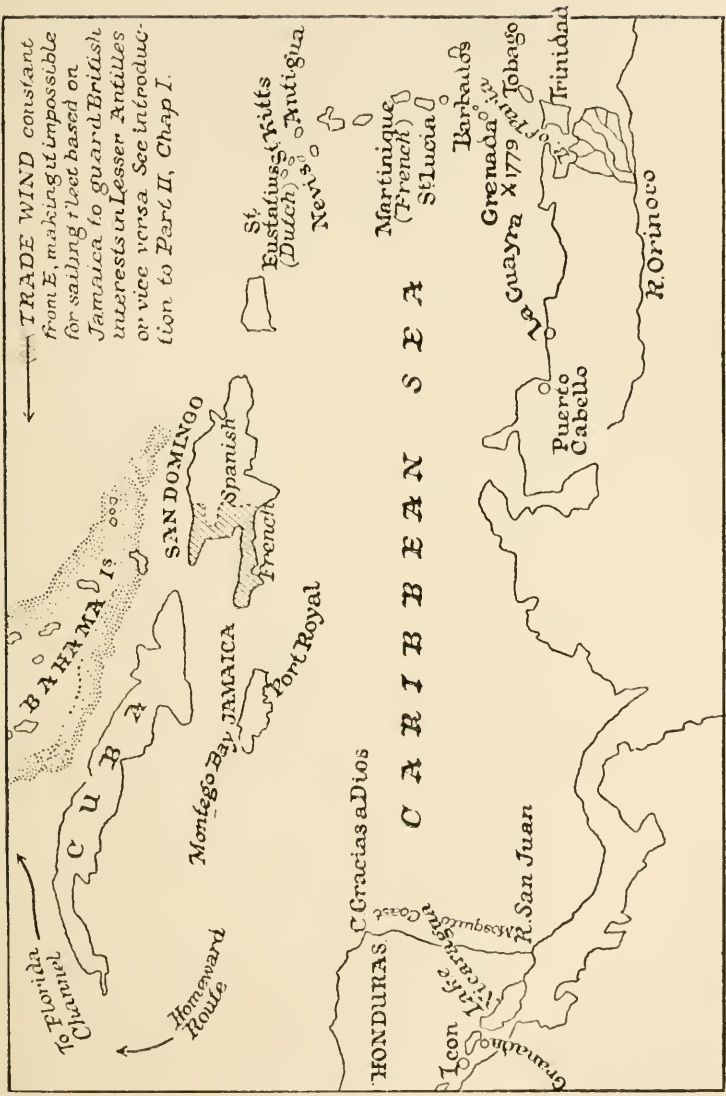 TRADE WIND constant
from E, making it impossible
for sailing fleet based on
Jamaica to guard British
interests in Lesser Antilles
or vice versa See introduc-
tion to Part II, Chap I.
To Florida
Channel
Homeward
Route
BAHAMA Is
CUBA
SAN DOMINGO
Spanish
French
Montego Bay
JAMAICA
Port Royal
St.
Eustatius
(Dutch)
St Kitts
Nevis
Antigua
Martinique
(French)
St Lucia
Barbados
Grenada
X 1779
Tobago
G. of Paria
Trinidad
CARIBBEAN SEA
C Gracias a Dios
HONDURAS
Mosquito Coast
Lake
Nicaragua
R. San Juan
Granada
Puerto
Cabello
La Guayra
R. Orinoco